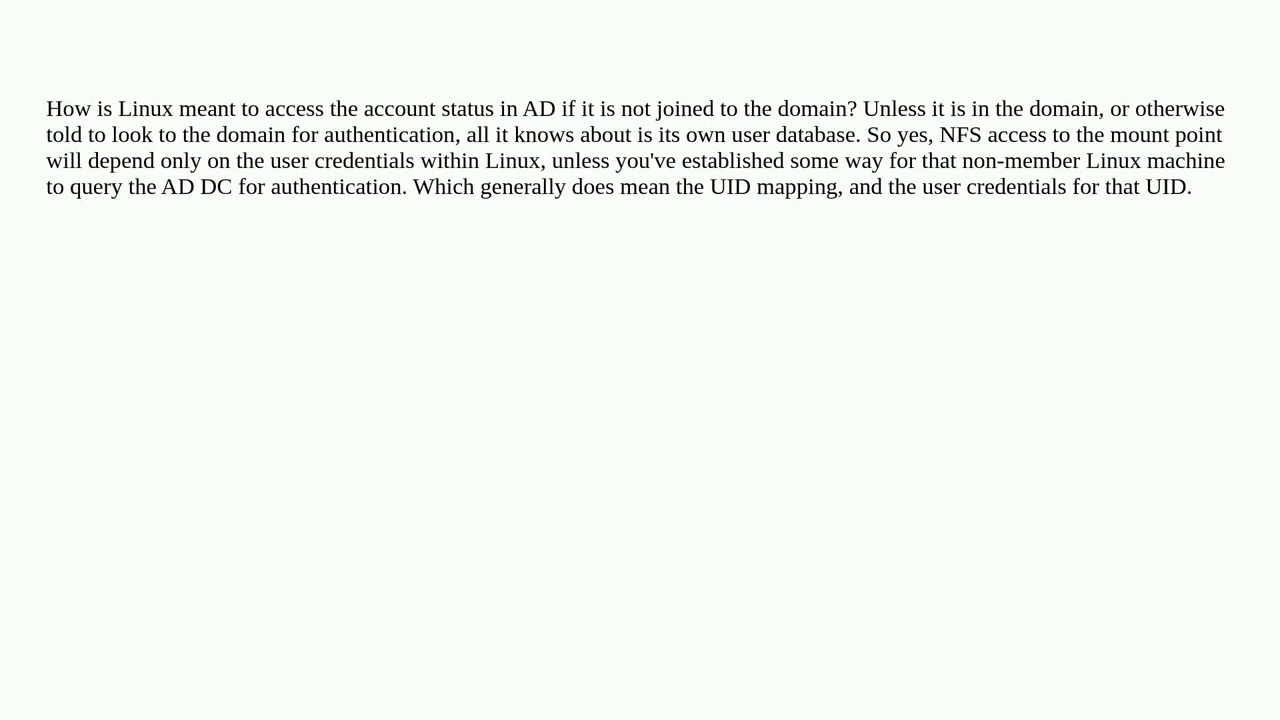 How is Linux meant to access the account status in AD if it is not joined to the domain? Unless it is in the domain, or otherwise
told to look to the domain for authentication, all it knows about is its own user database. So yes, NFS access to the mount point
will depend only on the user credentials within Linux, unless you've established some way for that non-member Linux machine
to query the AD DC for authentication. Which generally does mean the UID mapping, and the user credentials for that UID.